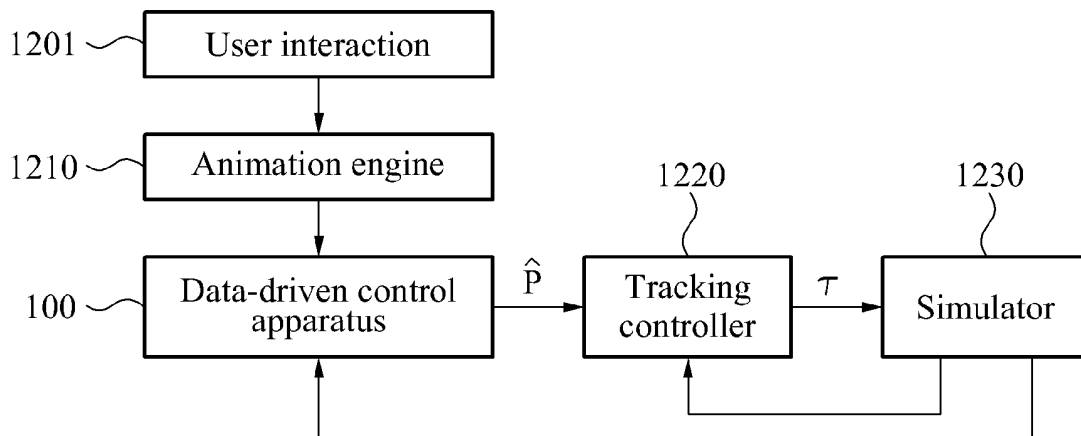 1201
User interaction
1210
Animation engine
1220
1230
100
Data-driven control
apparatus
P̂
Tracking
controller
τ
Simulator